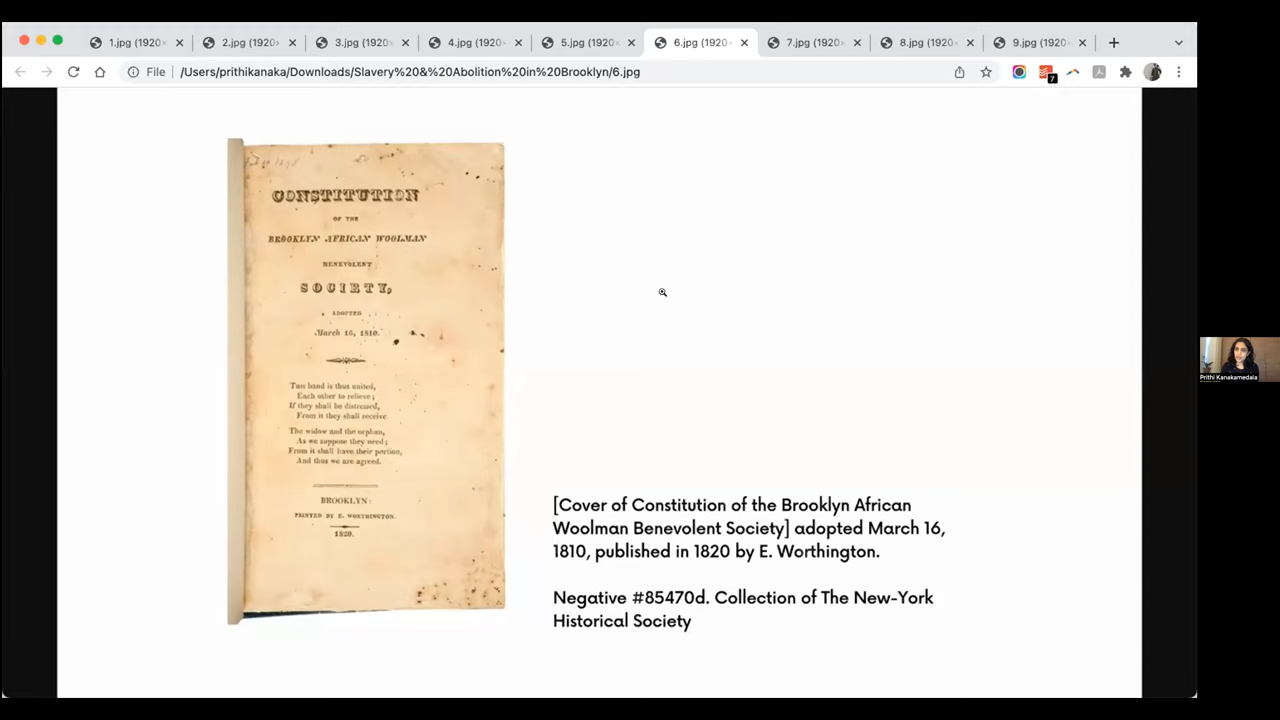 1.jpg (1920×
2.jpg (1920×
3.jpg (1920×
4.jpg (1920×
5.jpg (1920×
6.jpg (1920×
7.jpg (1920×
8.jpg (1920×
9.jpg (1920×
File /Users/prithikanaka/Downloads/Slavery%20&%20Abolition%20in%20Brooklyn/6.jpg
7
CONSTITUTION
OF THE
BROOKLYN AFRICAN WOOLMAN
BENEVOLENT
SOCIETY,
ADOPTED
March 16, 1810.
This band is thus united,
Each other to relieve;
If they shall be distressed,
From it they shall receive.
The widow and the orphan,
As we suppose they need;
From it shall have their portion,
And thus we are agreed.
BROOKLYN:
PRINTED BY E. WORTHINGTON.
1820.
[Cover of Constitution of the Brooklyn African
Woolman Benevolent Society] adopted March 16,
1810, published in 1820 by E. Worthington.
Negative #85470d. Collection of The New-York
Historical Society
Prithi Kanakamedala